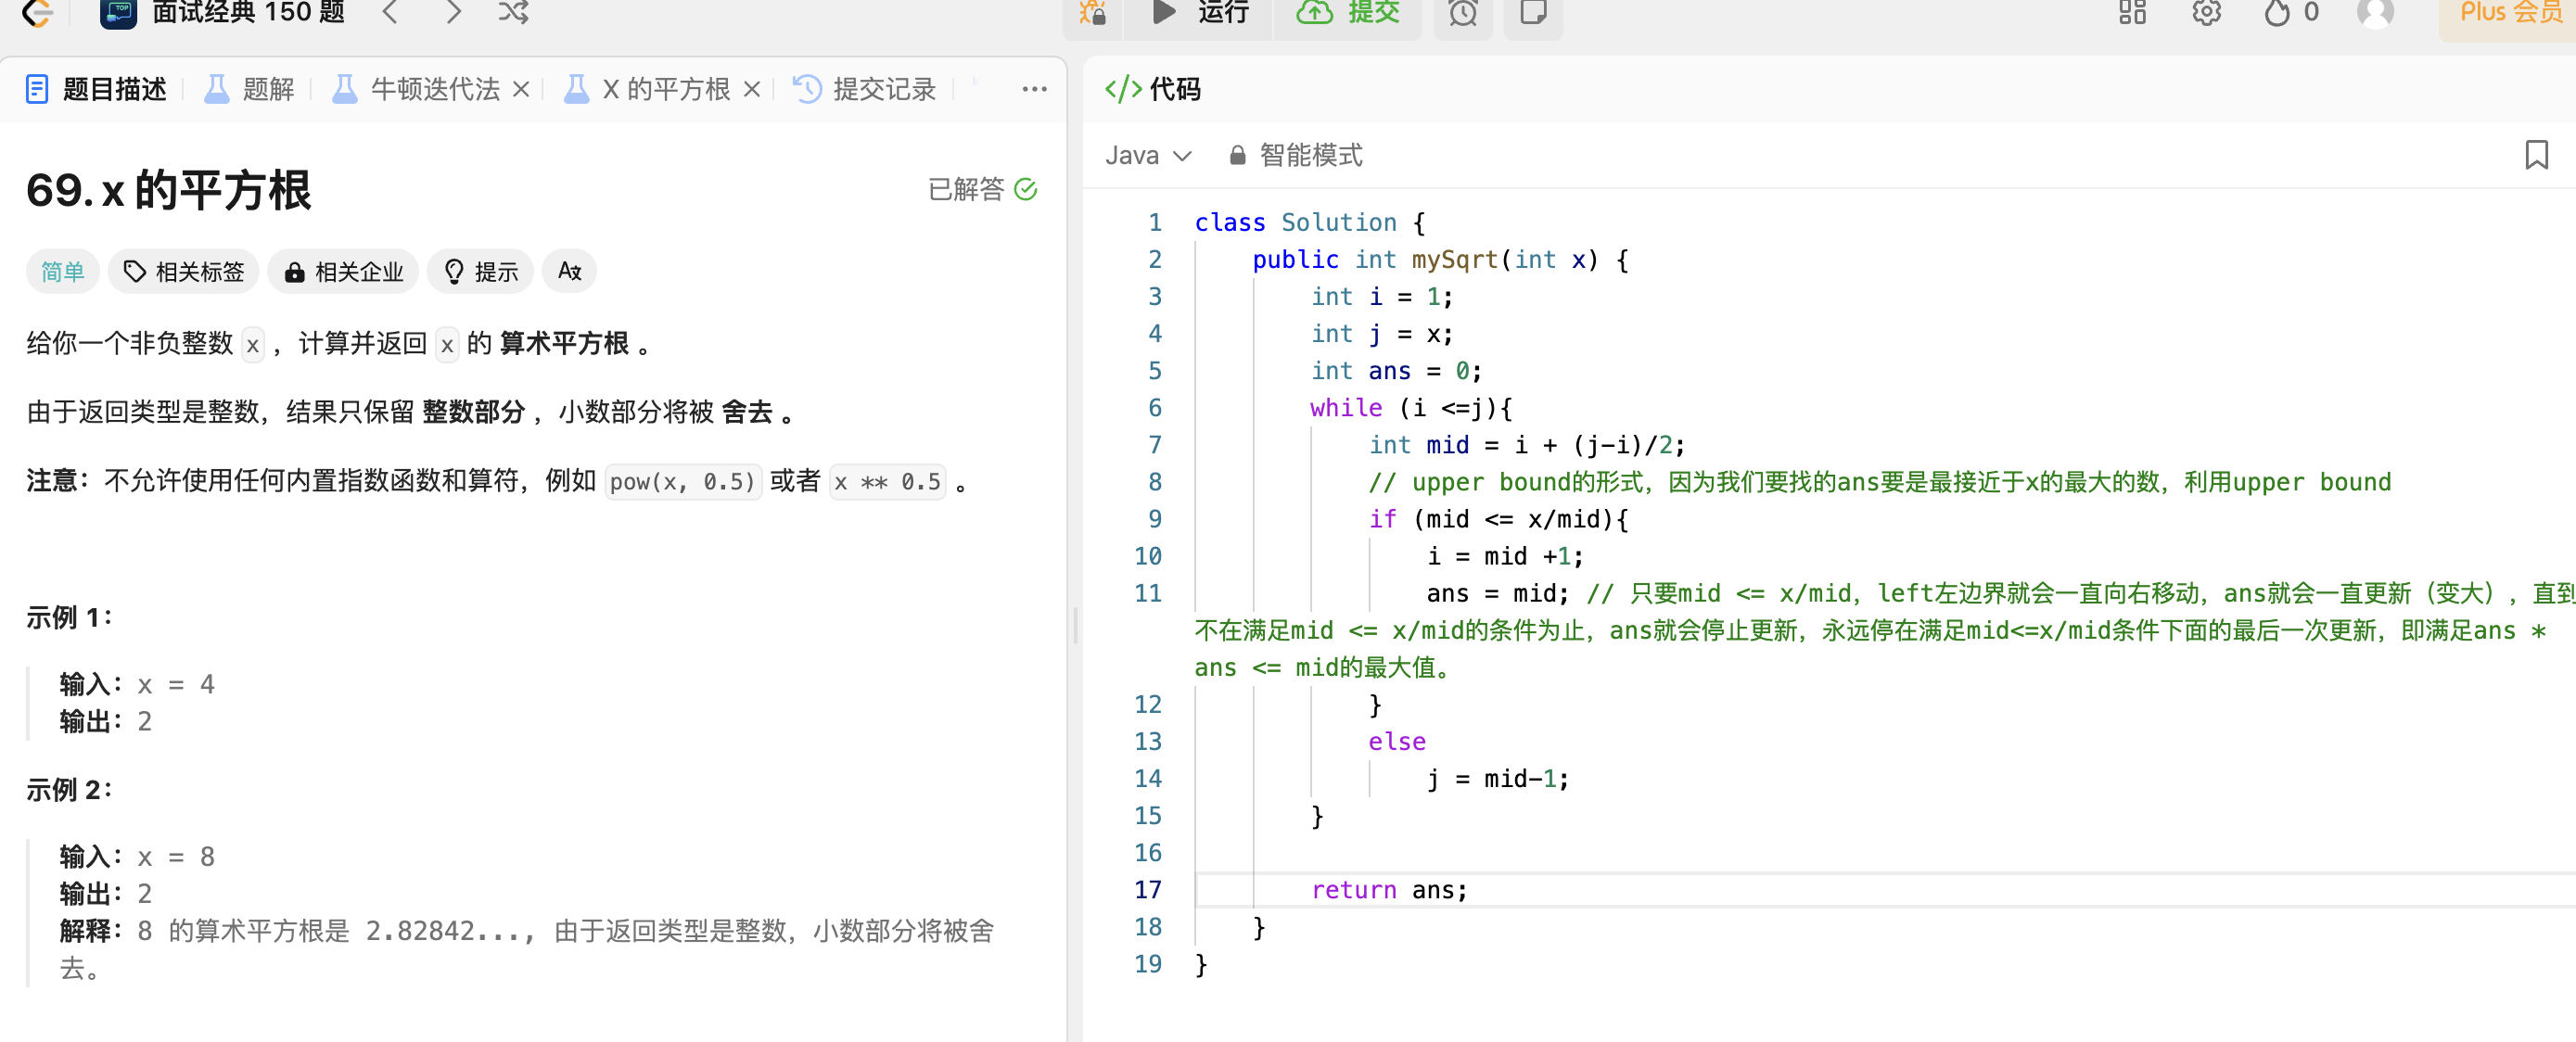 面试经典 150 题
运行
提交
0
Plus 会员
题目描述
题解
牛顿迭代法
X 的平方根
提交记录
69. x 的平方根
已解答
简单
相关标签
相关企业
提示
给你一个非负整数 x ，计算并返回 x 的 算术平方根 。
由于返回类型是整数，结果只保留 整数部分 ，小数部分将被 舍去 。
注意：不允许使用任何内置指数函数和算符，例如 pow(x, 0.5) 或者 x ** 0.5 。
示例 1：
输入：x = 4
输出：2
示例 2：
输入：x = 8
输出：2
解释：8 的算术平方根是 2.82842..., 由于返回类型是整数，小数部分将被舍
去。
</> 代码
Java
智能模式
1 class Solution {
2 public int mySqrt(int x) {
3 int i = 1;
4 int j = x;
5 int ans = 0;
6 while (i <=j){
7 int mid = i + (j-i)/2;
8 // upper bound的形式，因为我们要找的ans要是最接近于x的最大的数，利用upper bound
9 if (mid <= x/mid){
10 i = mid +1;
11 ans = mid; // 只要mid <= x/mid，left左边界就会一直向右移动，ans就会一直更新（变大），直到
不在满足mid <= x/mid的条件为止，ans就会停止更新，永远停在满足mid<=x/mid条件下面的最后一次更新，即满足ans *
ans <= mid的最大值。
12 }
13 else
14 j = mid-1;
15 }
16
17 return ans;
18 }
19 }